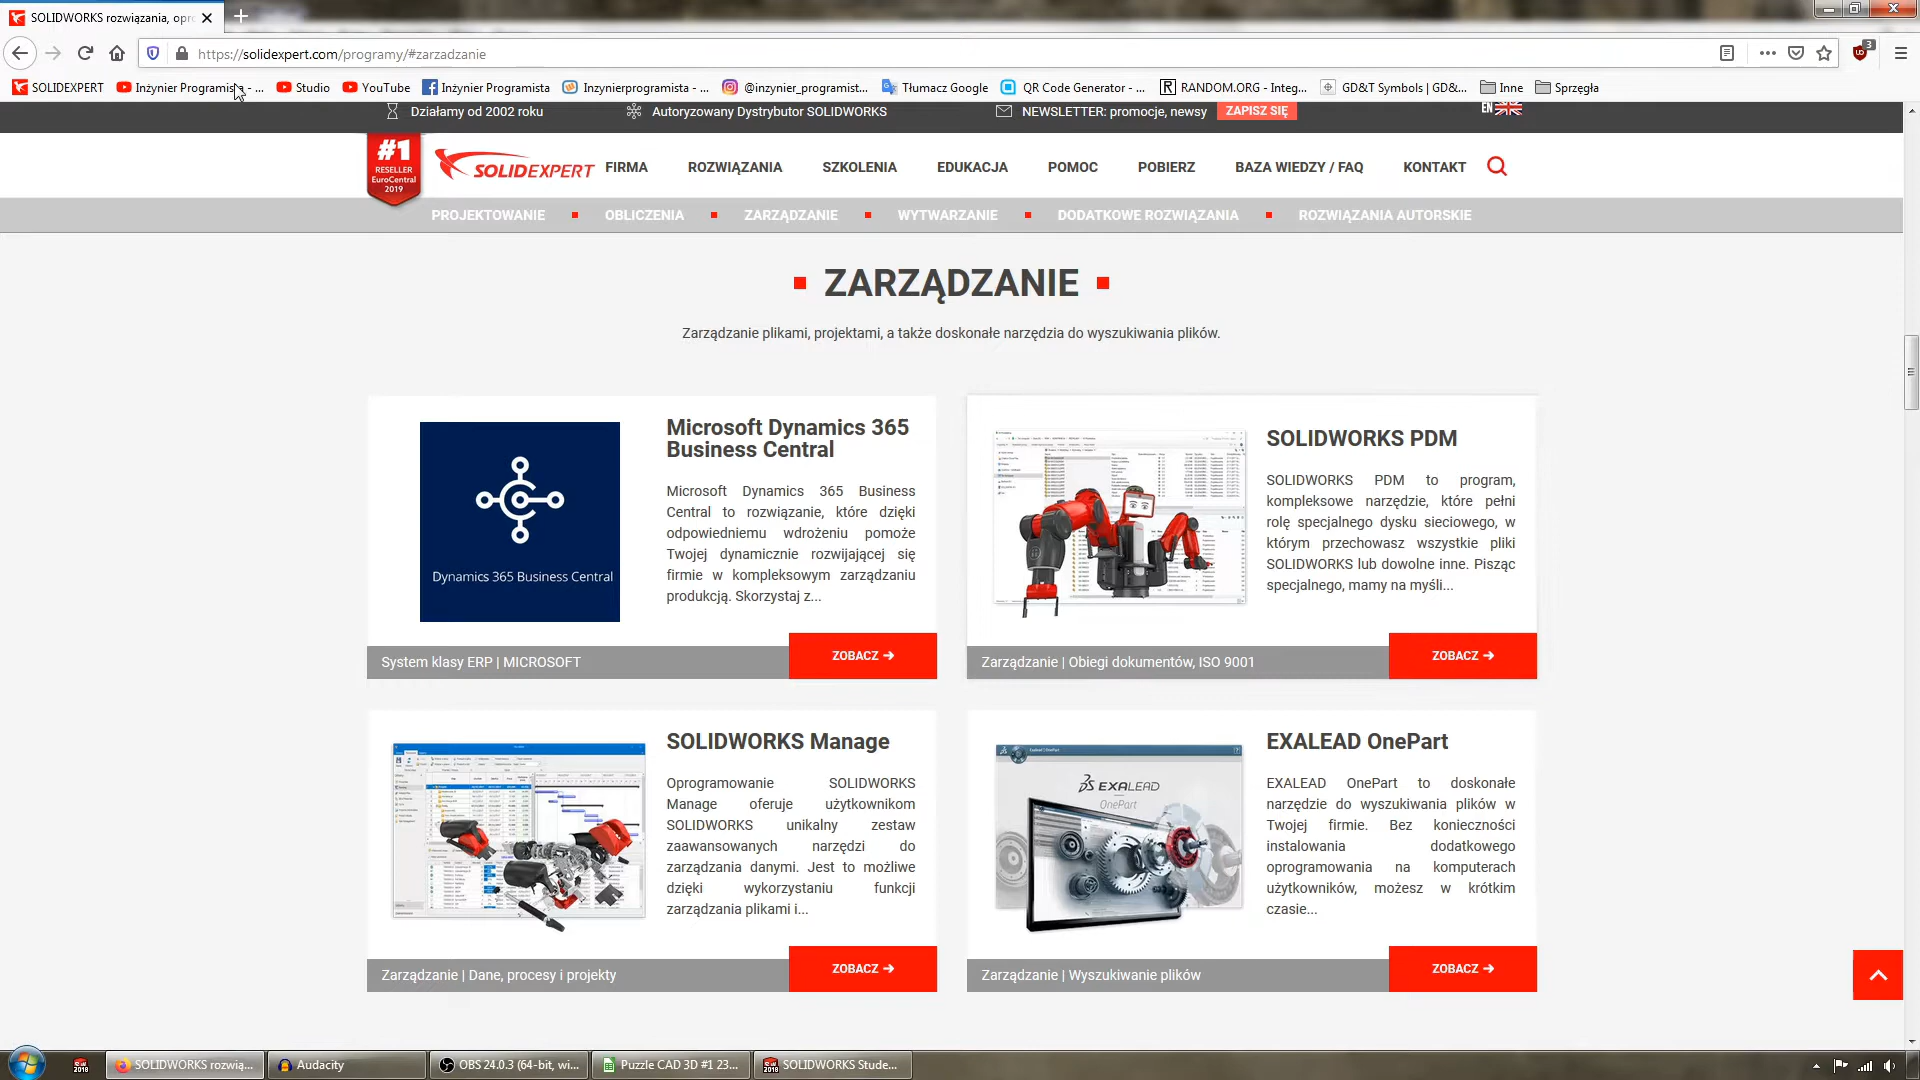 SOLIDWORKS rozwiązania, opro
https://solidexpert.com/programy/#zarzadzanie
3
SOLIDEXPERT
Inżynier Programista - ...
Studio
YouTube
Inżynier Programista
Inzynierprogramista - ...
@inzynier_programist...
Tłumacz Google
QR Code Generator - ...
RANDOM.ORG - Integ...
GD&T Symbols | GD&...
Inne
Sprzęgła
Działamy od 2002 roku
Autoryzowany Dystrybutor SOLIDWORKS
NEWSLETTER: promocje, newsy
ZAPISZ SIĘ
EN
#1
RESELLER
EuroCentral
2019
SOLIDEXPERT
FIRMA
ROZWIĄZANIA
SZKOLENIA
EDUKACJA
POMOC
POBIERZ
BAZA WIEDZY / FAQ
KONTAKT
PROJEKTOWANIE
OBLICZENIA
ZARZĄDZANIE
WYTWARZANIE
DODATKOWE ROZWIĄZANIA
ROZWIĄZANIA AUTORSKIE
ZARZĄDZANIE
Zarządzanie plikami, projektami, a także doskonałe narzędzia do wyszukiwania plików.
Dynamics 365 Business Central
Microsoft Dynamics 365
Business Central
Microsoft Dynamics 365 Business
Central to rozwiązanie, które dzięki
odpowiedniemu wdrożeniu pomoże
Twojej dynamicznie rozwijającej się
firmie w kompleksowym zarządzaniu
produkcją. Skorzystaj z...
System klasy ERP | MICROSOFT
ZOBACZ →
SOLIDWORKS PDM
SOLIDWORKS PDM to program,
kompleksowe narzędzie, które pełni
rolę specjalnego dysku sieciowego, w
którym przechowasz wszystkie pliki
SOLIDWORKS lub dowolne inne. Pisząc
specjalnego, mamy na myśli...
Zarządzanie | Obiegi dokumentów, ISO 9001
ZOBACZ →
SOLIDWORKS Manage
Oprogramowanie SOLIDWORKS
Manage oferuje użytkownikom
SOLIDWORKS unikalny zestaw
zaawansowanych narzędzi do
zarządzania danymi. Jest to możliwe
dzięki wykorzystaniu funkcji
zarządzania plikami i...
Zarządzanie | Dane, procesy i projekty
ZOBACZ →
EXALEAD
OnePart
EXALEAD OnePart
EXALEAD OnePart to doskonałe
narzędzie do wyszukiwania plików w
Twojej firmie. Bez konieczności
instalowania dodatkowego
oprogramowania na komputerach
użytkowników, możesz w krótkim
czasie...
Zarządzanie | Wyszukiwanie plików
ZOBACZ →
2018
SOLIDWORKS rozwią...
Audacity
OBS 24.0.3 (64-bit, wi...
Puzzle CAD 3D #1 23...
2018
SOLIDWORKS Stude...